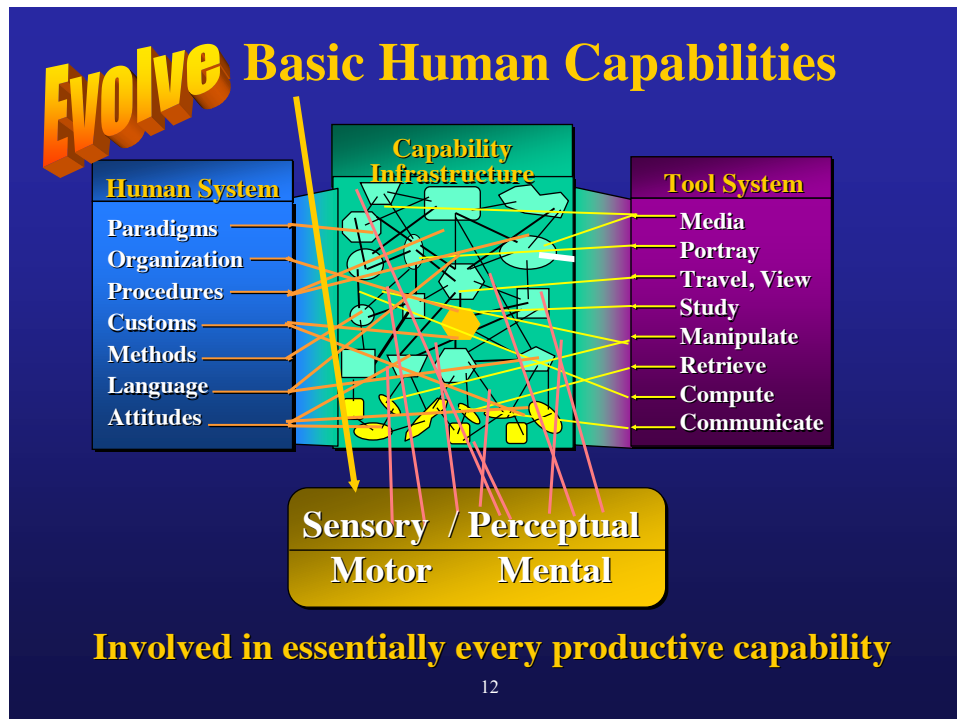 Evolve Basic Human Capabilities
Capability
Infrastructure
Human System
Paradigms
Organization
Procedures
Customs
Methods
Language
Attitudes
Tool System
Media
Portray
Travel, View
Study
Manipulate
Retrieve
Compute
Communicate
Sensory / Perceptual
Motor Mental
Involved in essentially every productive capability
12